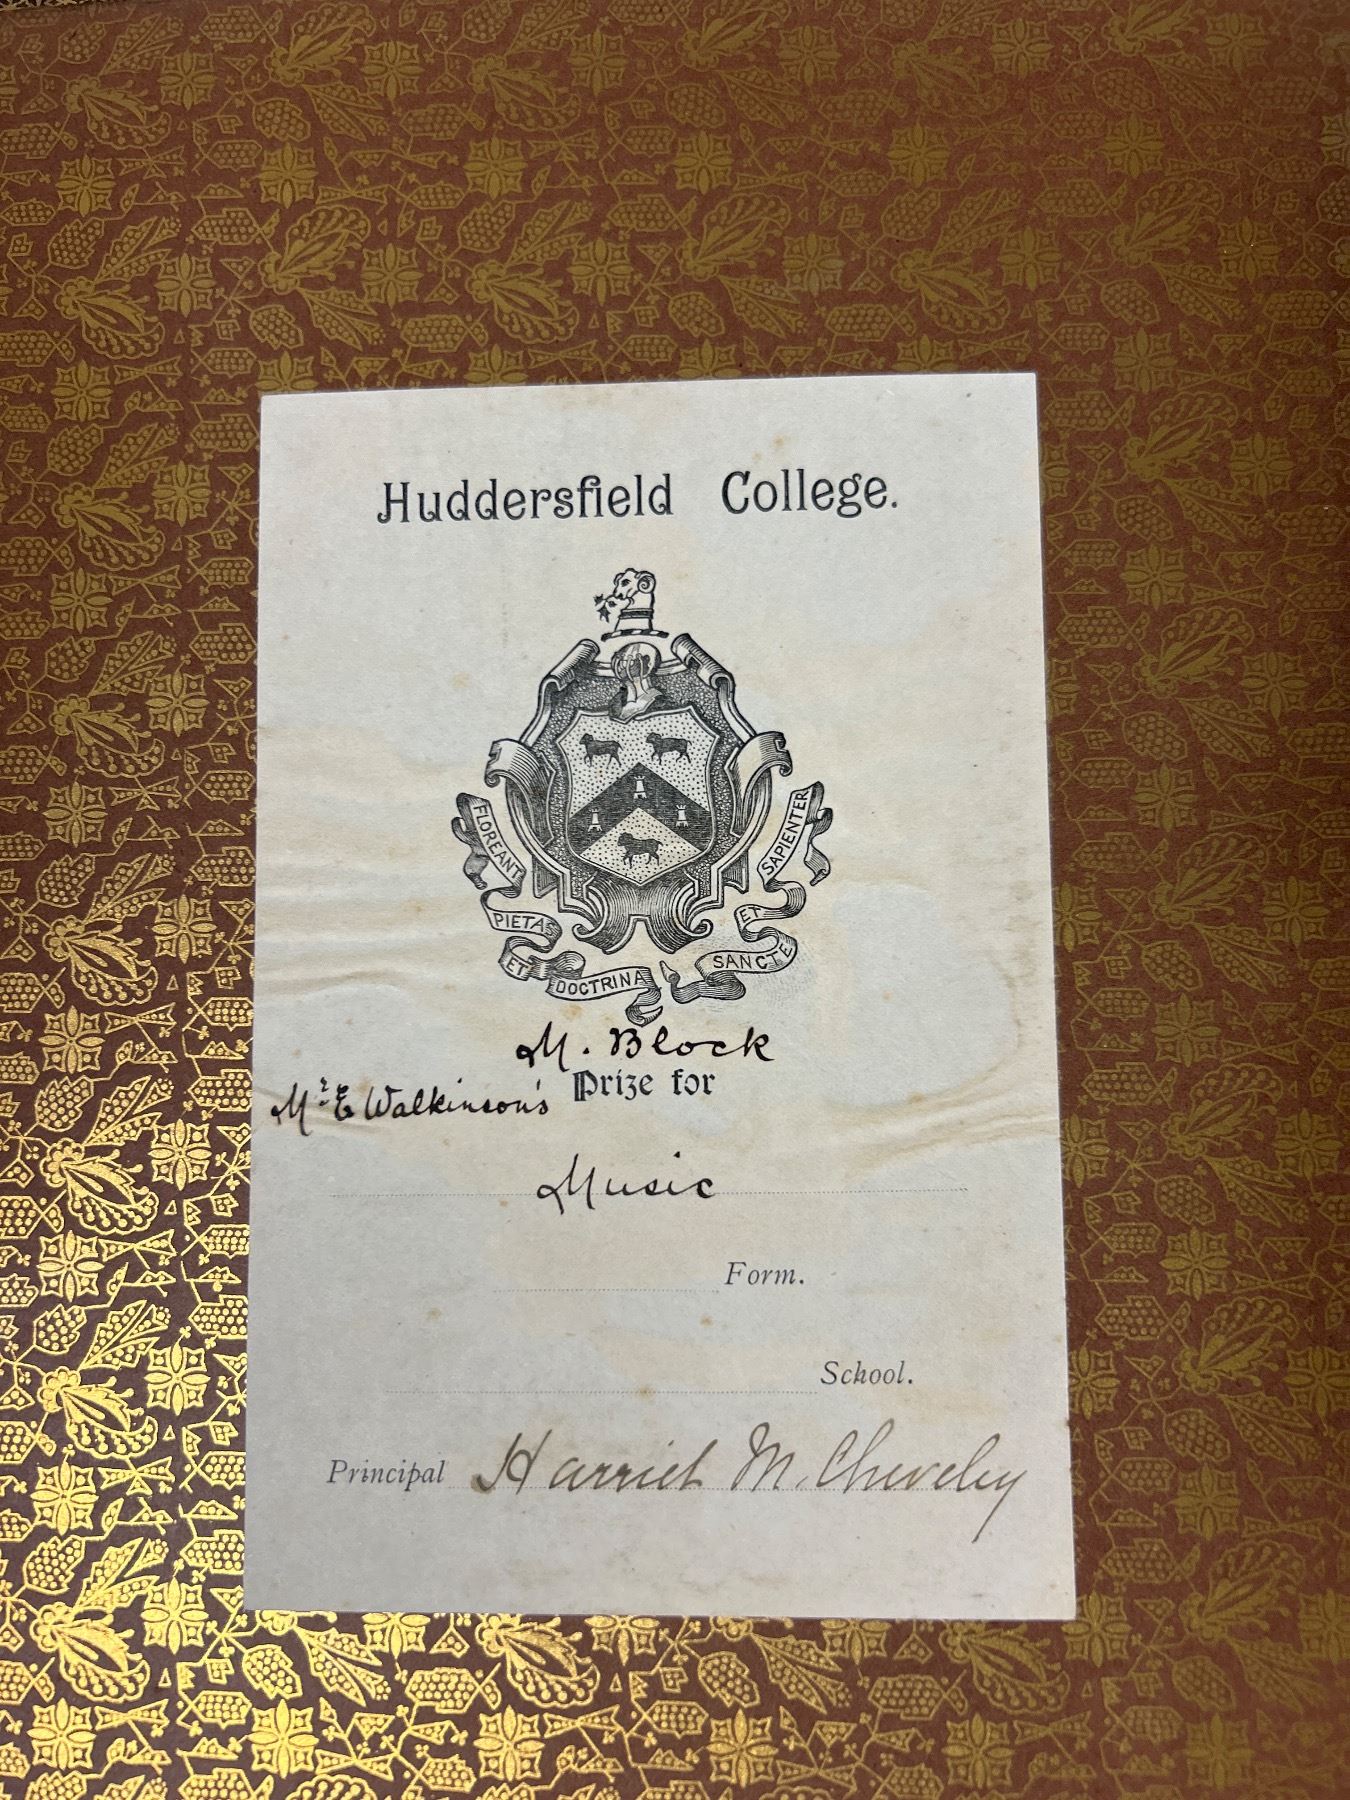 Huddersfield College.
FLOREANT
PIETAS
ET
DOCTRINA
SANCTE
ET
SAPIENTER
M. Block
Mr. E Walkinson's Prize for
Music
Form.
School.
Principal Harriet M. Cheveley